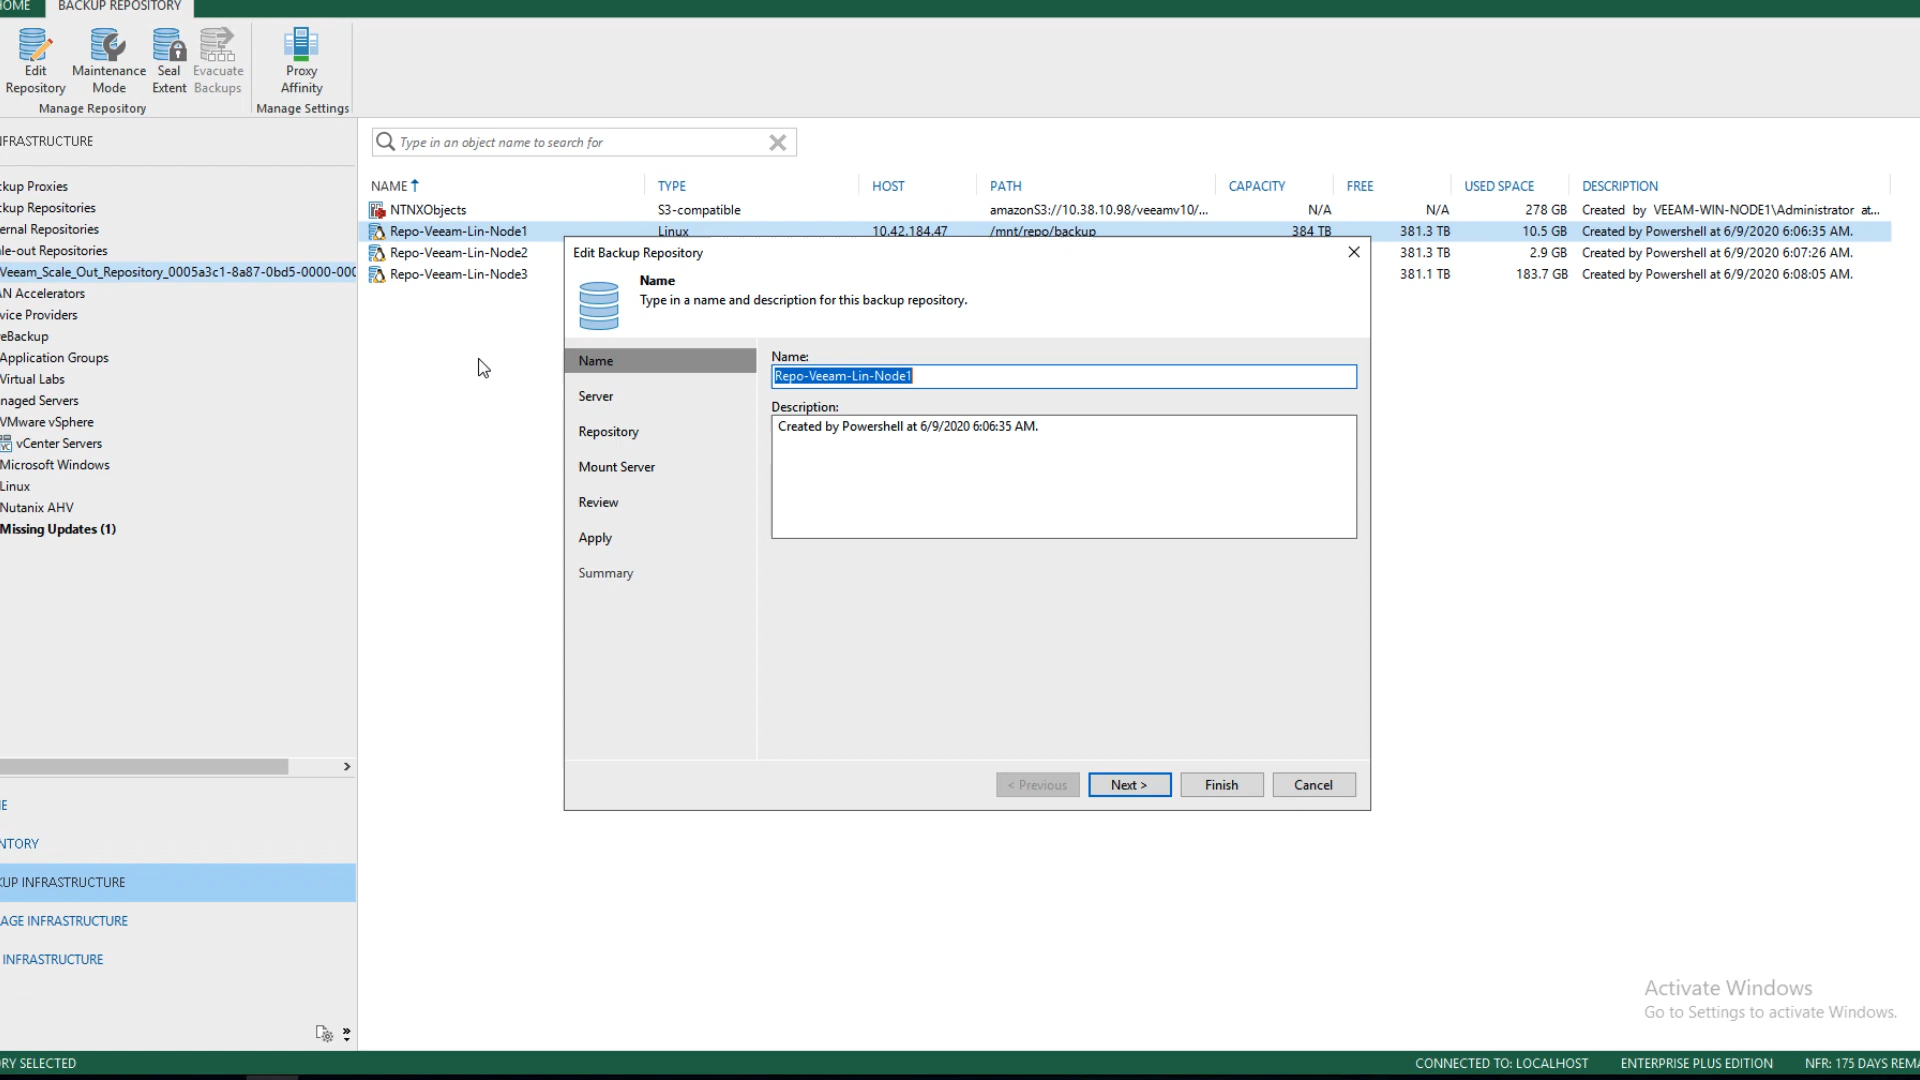 HOME BACKUP REPOSITORY
Edit Repository
Maintenance Mode
Seal Extent
Evacuate Backups
Proxy Affinity
Manage Repository
Manage Settings
FRASTRUCTURE
ckup Proxies
ckup Repositories
ernal Repositories
le-out Repositories
Veeam_Scale_Out_Repository_0005a3c1-8a87-0bd5-0000-000
AN Accelerators
vice Providers
eBackup
Application Groups
Virtual Labs
naged Servers
VMware vSphere
vCenter Servers
Microsoft Windows
Linux
Nutanix AHV
Missing Updates (1)
E
NTORY
KUP INFRASTRUCTURE
AGE INFRASTRUCTURE
INFRASTRUCTURE
Type in an object name to search for
NAME TYPE HOST PATH CAPACITY FREE USED SPACE DESCRIPTION
NTNXObjects S3-compatible amazonS3://10.38.10.98/veeamv10/... N/A N/A 278 GB Created by VEEAM-WIN-NODE1\Administrator at...
Repo-Veeam-Lin-Node1 Linux 10.42.184.47 /mnt/repo/backup 384 TB 381.3 TB 10.5 GB Created by Powershell at 6/9/2020 6:06:35 AM.
Repo-Veeam-Lin-Node2 381.3 TB 2.9 GB Created by Powershell at 6/9/2020 6:07:26 AM.
Repo-Veeam-Lin-Node3 381.1 TB 183.7 GB Created by Powershell at 6/9/2020 6:08:05 AM.
Edit Backup Repository
Name
Type in a name and description for this backup repository.
Name
Server
Repository
Mount Server
Review
Apply
Summary
Name:
Repo-Veeam-Lin-Node1
Description:
Created by Powershell at 6/9/2020 6:06:35 AM.
< Previous Next > Finish Cancel
Activate Windows
Go to Settings to activate Windows.
RY SELECTED CONNECTED TO: LOCALHOST ENTERPRISE PLUS EDITION NFR: 175 DAYS REMA